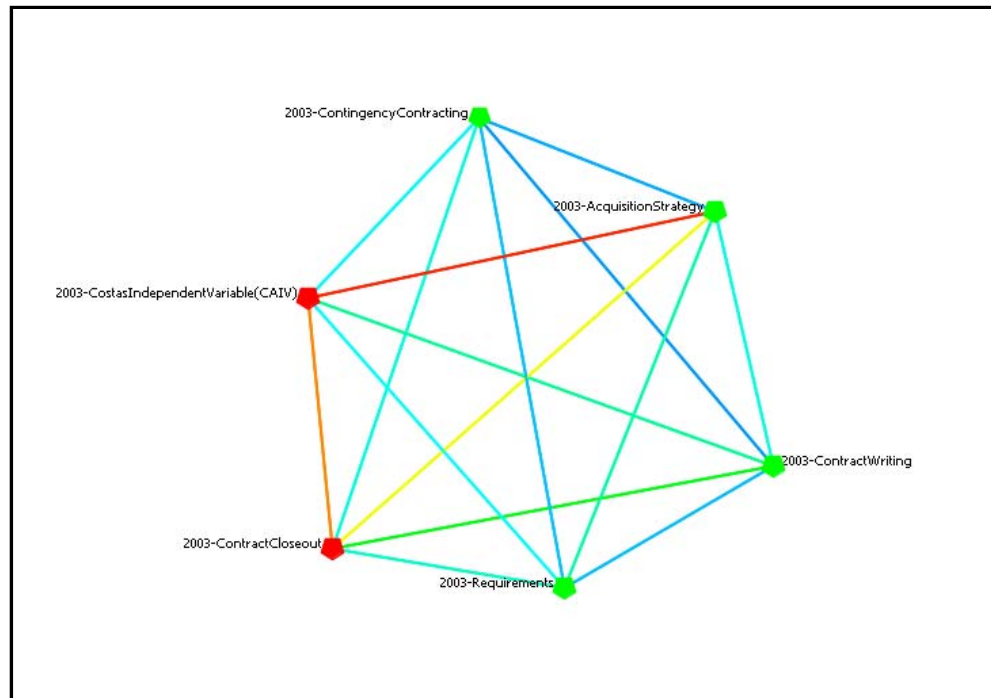 2003-ContingencyContracting
2003-AcquisitionStrategy
2003-CostasIndependentVariable(CAIV)
2003-ContractWriting
2003-ContractCloseout
2003-Requirements